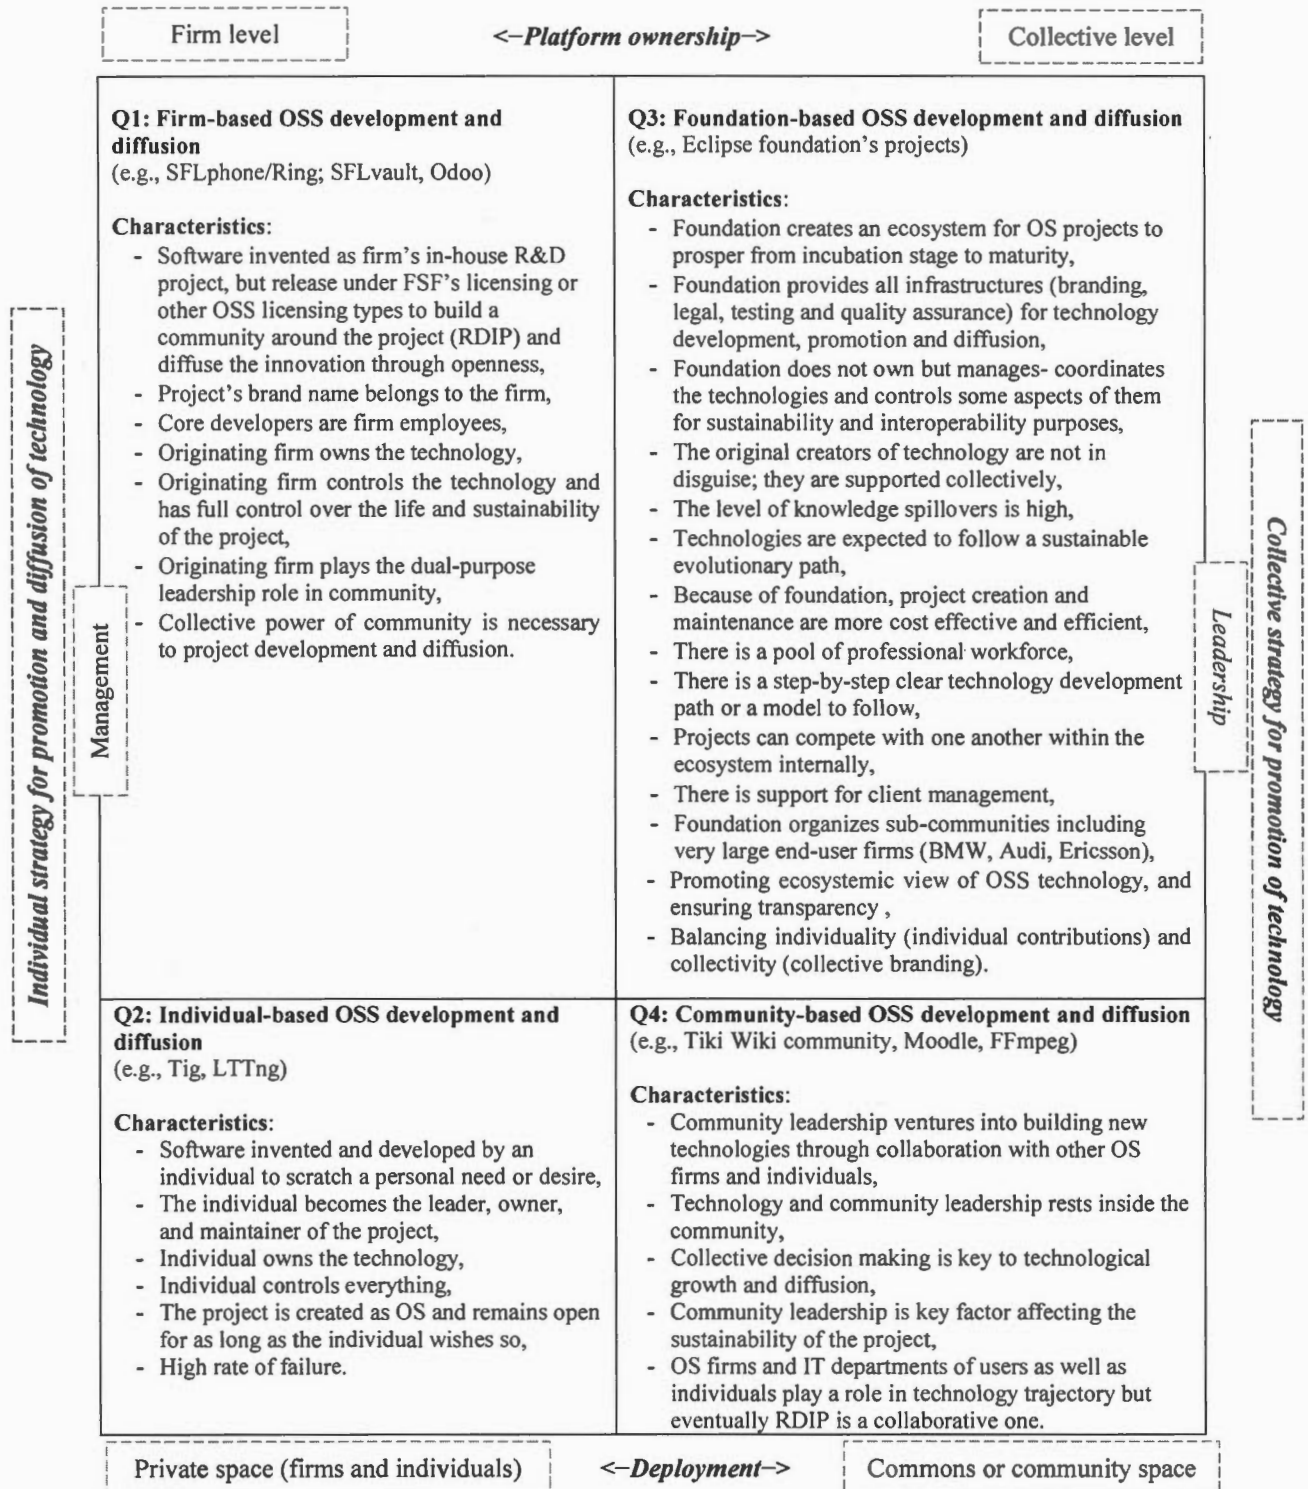 Firm level
<–Platform ownership–>
Collective level
Individual strategy for promotion and diffusion of technology
Management
Q1: Firm-based OSS development and
diffusion
(e.g., SFLphone/Ring; SFLvault, Odoo)
Characteristics:
- Software invented as firm's in-house R&D
project, but release under FSF's licensing or
other OSS licensing types to build a
community around the project (RDIP) and
diffuse the innovation through openness,
- Project's brand name belongs to the firm,
- Core developers are firm employees,
- Originating firm owns the technology,
- Originating firm controls the technology and
has full control over the life and sustainability
of the project,
- Originating firm plays the dual-purpose
leadership role in community,
- Collective power of community is necessary
to project development and diffusion.
Q3: Foundation-based OSS development and diffusion
(e.g., Eclipse foundation's projects)
Characteristics:
- Foundation creates an ecosystem for OS projects to
prosper from incubation stage to maturity,
- Foundation provides all infrastructures (branding,
legal, testing and quality assurance) for technology
development, promotion and diffusion,
- Foundation does not own but manages- coordinates
the technologies and controls some aspects of them
for sustainability and interoperability purposes,
- The original creators of technology are not in
disguise; they are supported collectively,
- The level of knowledge spillovers is high,
- Technologies are expected to follow a sustainable
evolutionary path,
- Because of foundation, project creation and
maintenance are more cost effective and efficient,
- There is a pool of professional workforce,
- There is a step-by-step clear technology development
path or a model to follow,
- Projects can compete with one another within the
ecosystem internally,
- There is support for client management,
- Foundation organizes sub-communities including
very large end-user firms (BMW, Audi, Ericsson),
- Promoting ecosystemic view of OSS technology, and
ensuring transparency ,
- Balancing individuality (individual contributions) and
collectivity (collective branding).
Leadership
Collective strategy for promotion of technology
Q2: Individual-based OSS development and
diffusion
(e.g., Tig, LTTng)
Characteristics:
- Software invented and developed by an
individual to scratch a personal need or desire,
- The individual becomes the leader, owner,
and maintainer of the project,
- Individual owns the technology,
- Individual controls everything,
- The project is created as OS and remains open
for as long as the individual wishes so,
- High rate of failure.
Q4: Community-based OSS development and diffusion
(e.g., Tiki Wiki community, Moodle, FFmpeg)
Characteristics:
- Community leadership ventures into building new
technologies through collaboration with other OS
firms and individuals,
- Technology and community leadership rests inside the
community,
- Collective decision making is key to technological
growth and diffusion,
- Community leadership is key factor affecting the
sustainability of the project,
- OS firms and IT departments of users as well as
individuals play a role in technology trajectory but
eventually RDIP is a collaborative one.
Private space (firms and individuals)
<–Deployment–>
Commons or community space